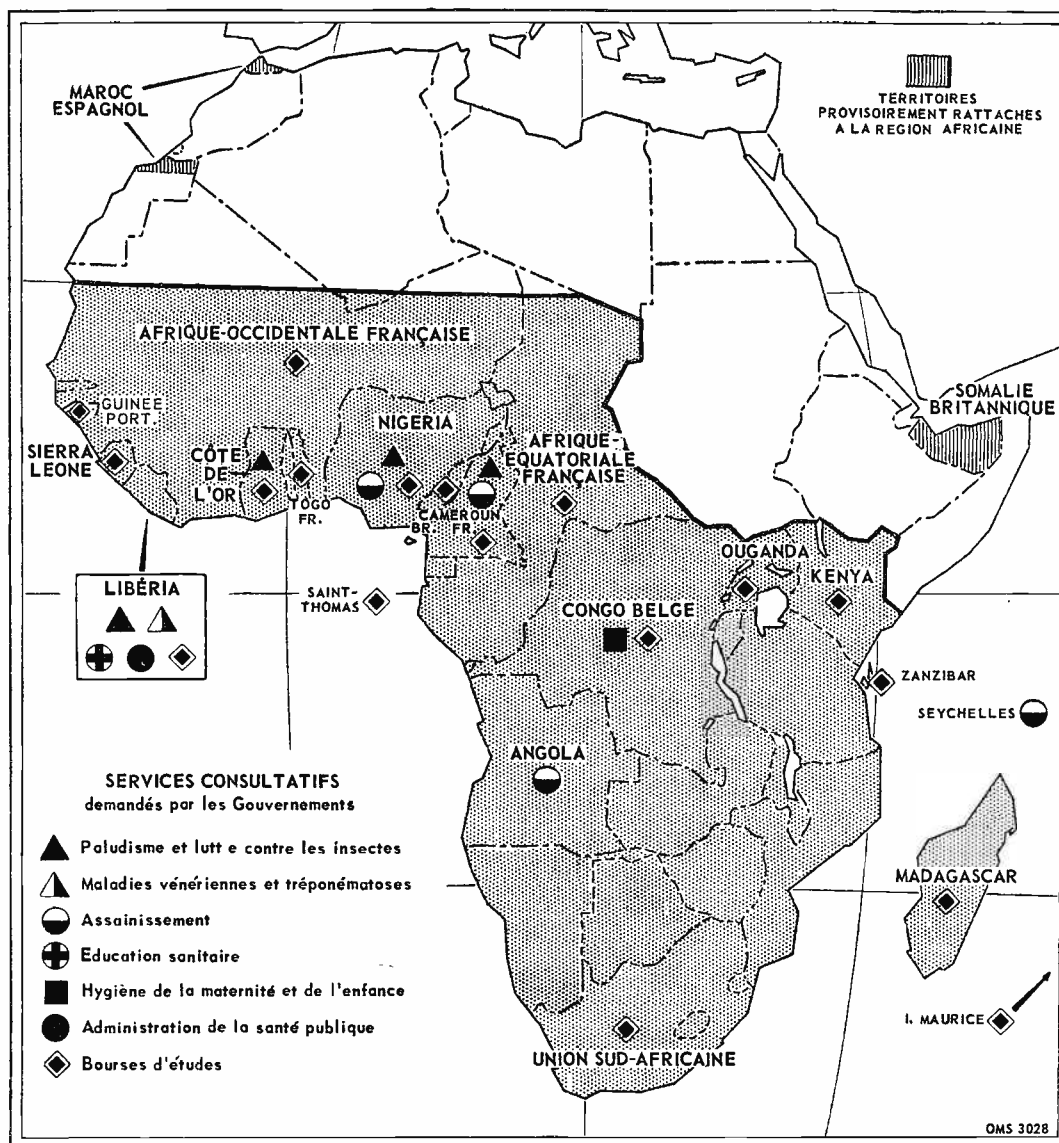 MAROC
ESPAGNOL
TERRITOIRES
PROVISOIREMENT RATTACHES
A LA REGION AFRICAINE
AFRIQUE-OCCIDENTALE FRANÇAISE
GUINEE
PORT.
SIERRA
LEONE
CÔTE
DE
L'OR
TOGO
FR.
NIGERIA
AFRIQUE-
EQUATORIALE
FRANÇAISE
CAMEROUN
BR.
FR.
SOMALIE
BRITANNIQUE
LIBÉRIA
SAINT-
THOMAS
OUGANDA
KENYA
CONGO BELGE
ZANZIBAR
SEYCHELLES
ANGOLA
MADAGASCAR
I. MAURICE
UNION SUD-AFRICAINE
SERVICES CONSULTATIFS
demandés par les Gouvernements
Paludisme et lutt e contre les insectes
Maladies vénériennes et tréponématoses
Assainissement
Education sanitaire
Hygiène de la maternité et de l'enfance
Administration de la santé publique
Bourses d'études
OMS 3028